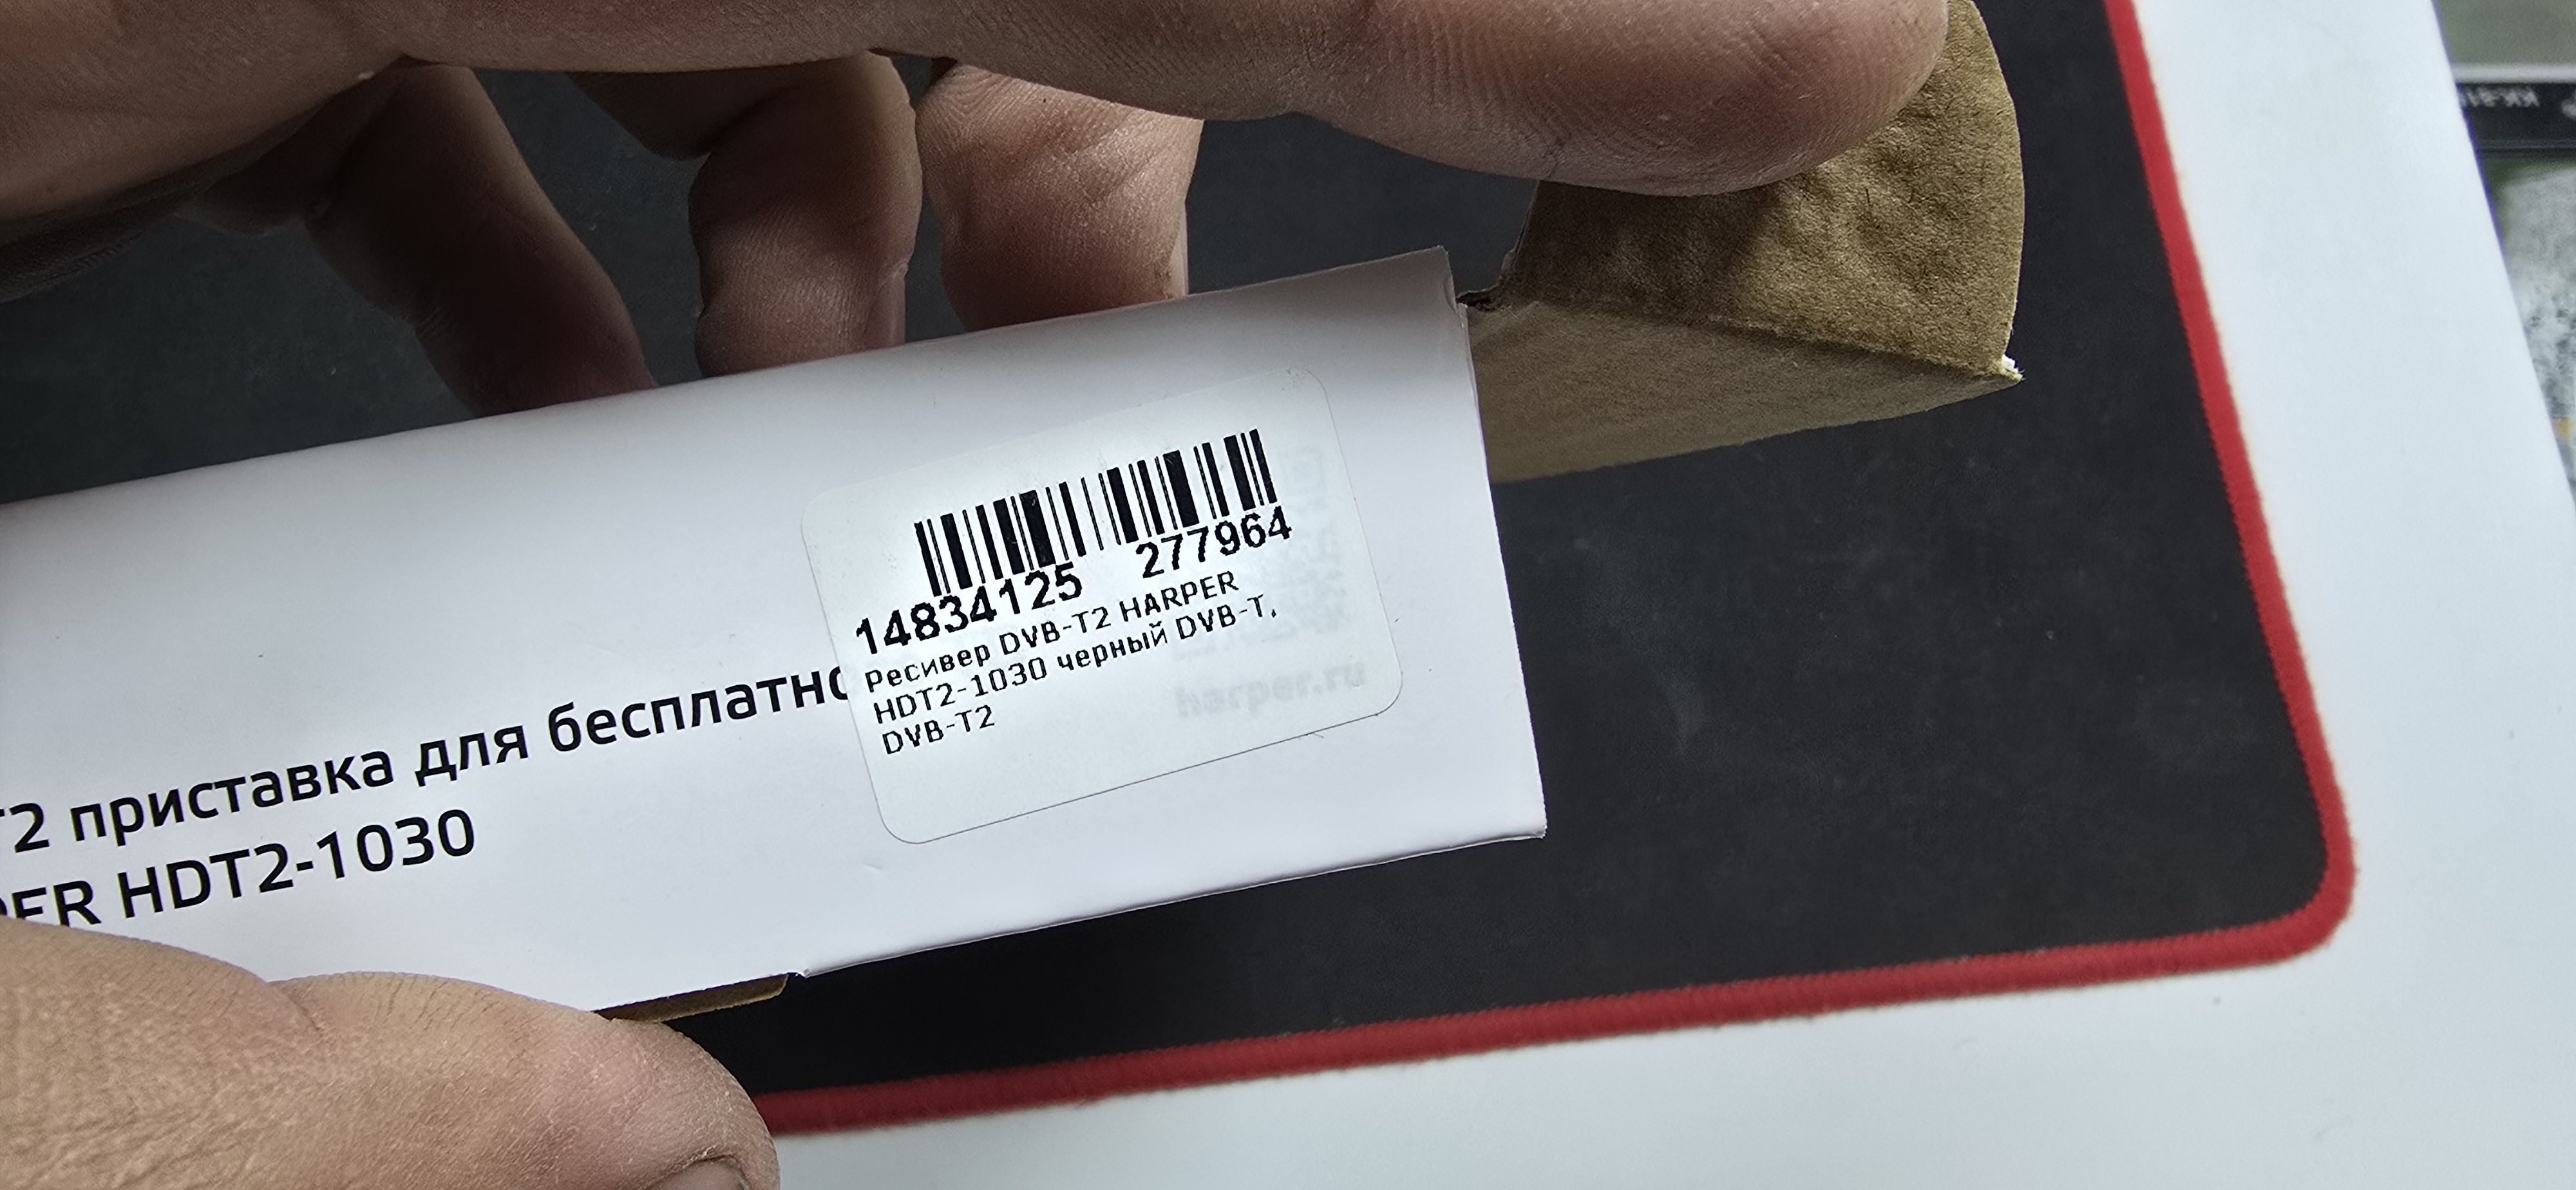 14834125 277964
Ресивер DVB-T2 HARPER
HDT2-1030 черный DVB-T,
DVB-T2
T2 приставка для бесплатно
HDT2-1030
harper.ru